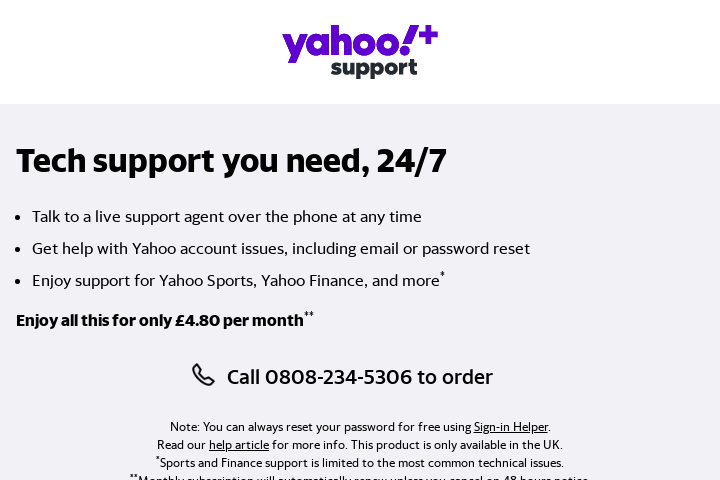 yahoo!+
support
Tech support you need, 24/7
Talk to a live support agent over the phone at any time
Get help with Yahoo account issues, including email or password reset
Enjoy support for Yahoo Sports, Yahoo Finance, and more*
Enjoy all this for only £4.80 per month**
Call 0808-234-5306 to order
Note: You can always reset your password for free using Sign-in Helper.
Read our help article for more info. This product is only available in the UK.
*Sports and Finance support is limited to the most common technical issues.
**Monthly subscription will automatically renew unless you cancel on 48 hours notice